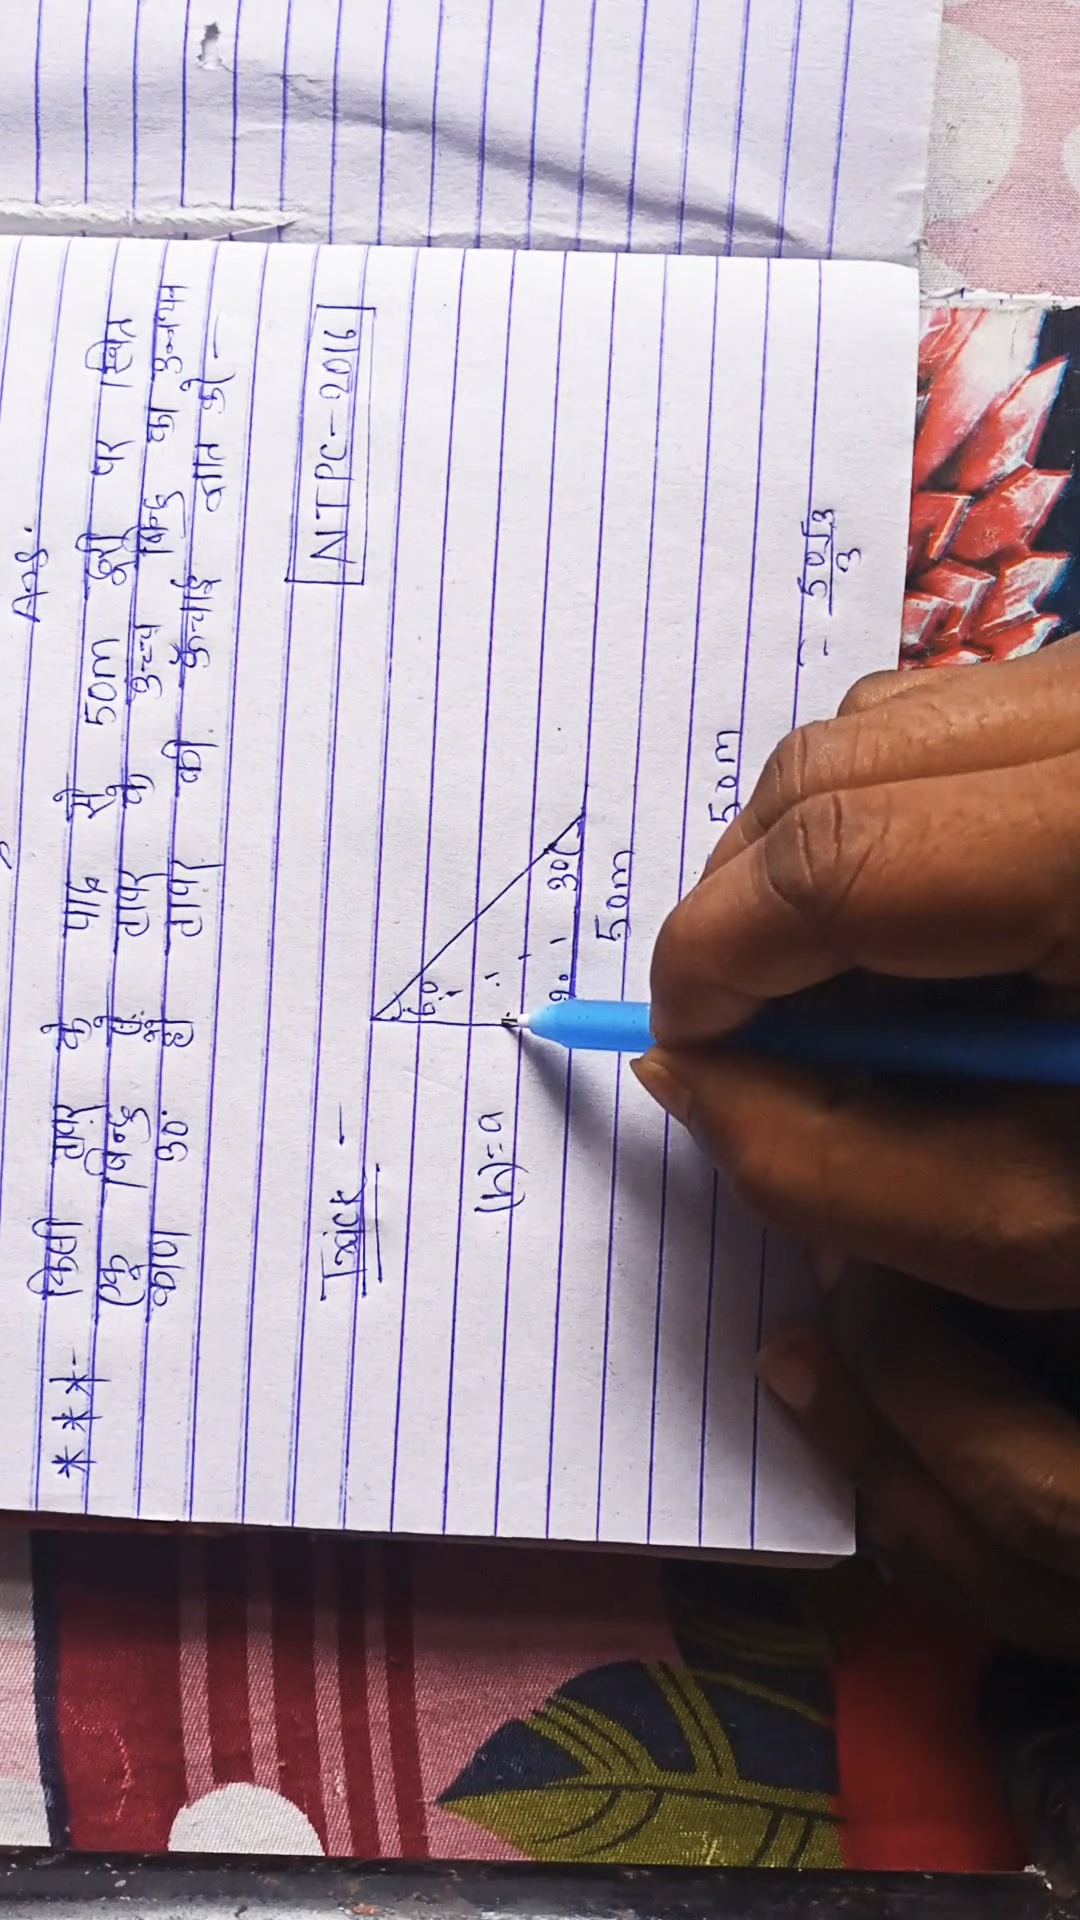 Ans.
***- किसी टावर के पाद से 50m दूरी पर स्थित
एक बिन्दु से टावर के उच्च बिन्दु का उन्नयन
कोण 30° है टावर की ऊँचाई ज्ञात करें -
NTPC-2016
Trick -
60
(h)=a
90
30
50m
50m
= 50√3
3